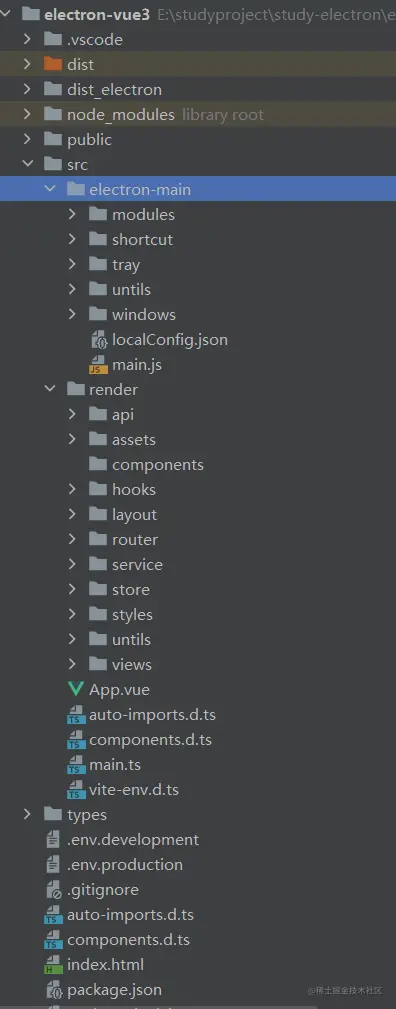 electron-vue3 E:\studyproject\study-electron\e
.vscode
dist
dist_electron
node_modules library root
public
src
electron-main
modules
shortcut
tray
untils
windows
localConfig.json
main.js
render
api
assets
components
hooks
layout
router
service
store
styles
untils
views
App.vue
auto-imports.d.ts
components.d.ts
main.ts
vite-env.d.ts
types
.env.development
.env.production
.gitignore
auto-imports.d.ts
components.d.ts
index.html
package.json
@稀土掘金技术社区